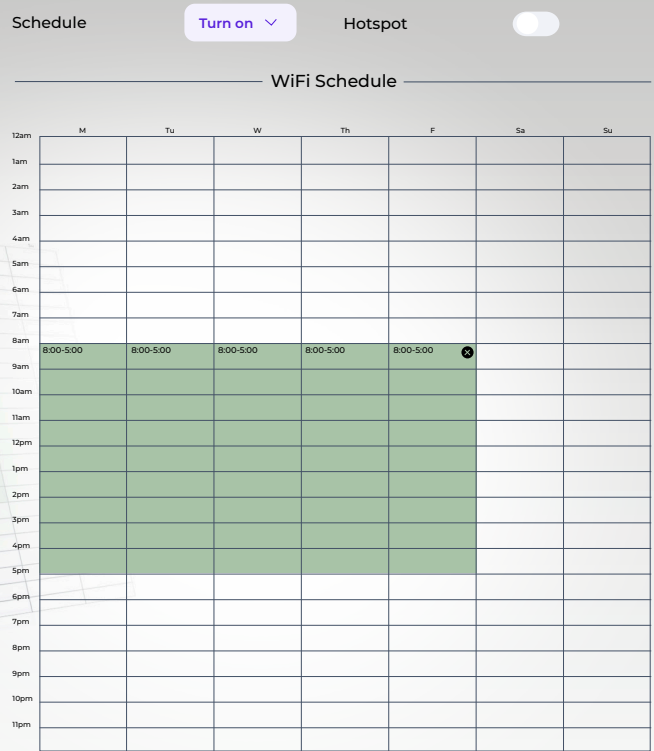 Schedule Turn on Hotspot
WiFi Schedule
M Tu W Th F Sa Su
12am
1am
2am
3am
4am
5am
6am
7am
8am
8:00-5:00 8:00-5:00 8:00-5:00 8:00-5:00 8:00-5:00
9am
10am
11am
12pm
1pm
2pm
3pm
4pm
5pm
6pm
7pm
8pm
9pm
10pm
11pm